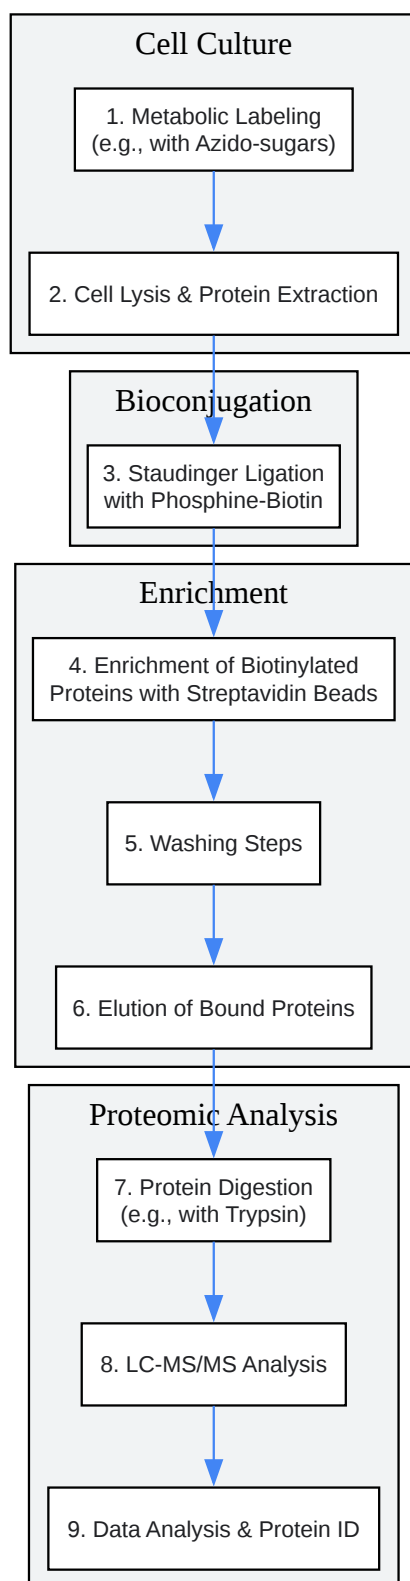 Cell Culture
1. Metabolic Labeling
(e.g., with Azido-sugars)
2. Cell Lysis & Protein Extraction
Bioconjugation
3. Staudinger Ligation
with Phosphine-Biotin
Enrichment
4. Enrichment of Biotinylated
Proteins with Streptavidin Beads
5. Washing Steps
6. Elution of Bound Proteins
Proteomic Analysis
7. Protein Digestion
(e.g., with Trypsin)
8. LC-MS/MS Analysis
9. Data Analysis & Protein ID